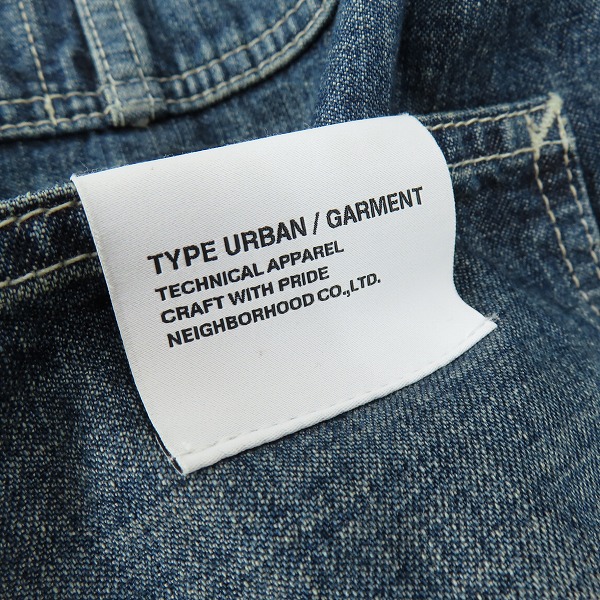 TYPE URBAN / GARMENT
TECHNICAL APPAREL
CRAFT WITH PRIDE
NEIGHBORHOOD CO.,LTD.